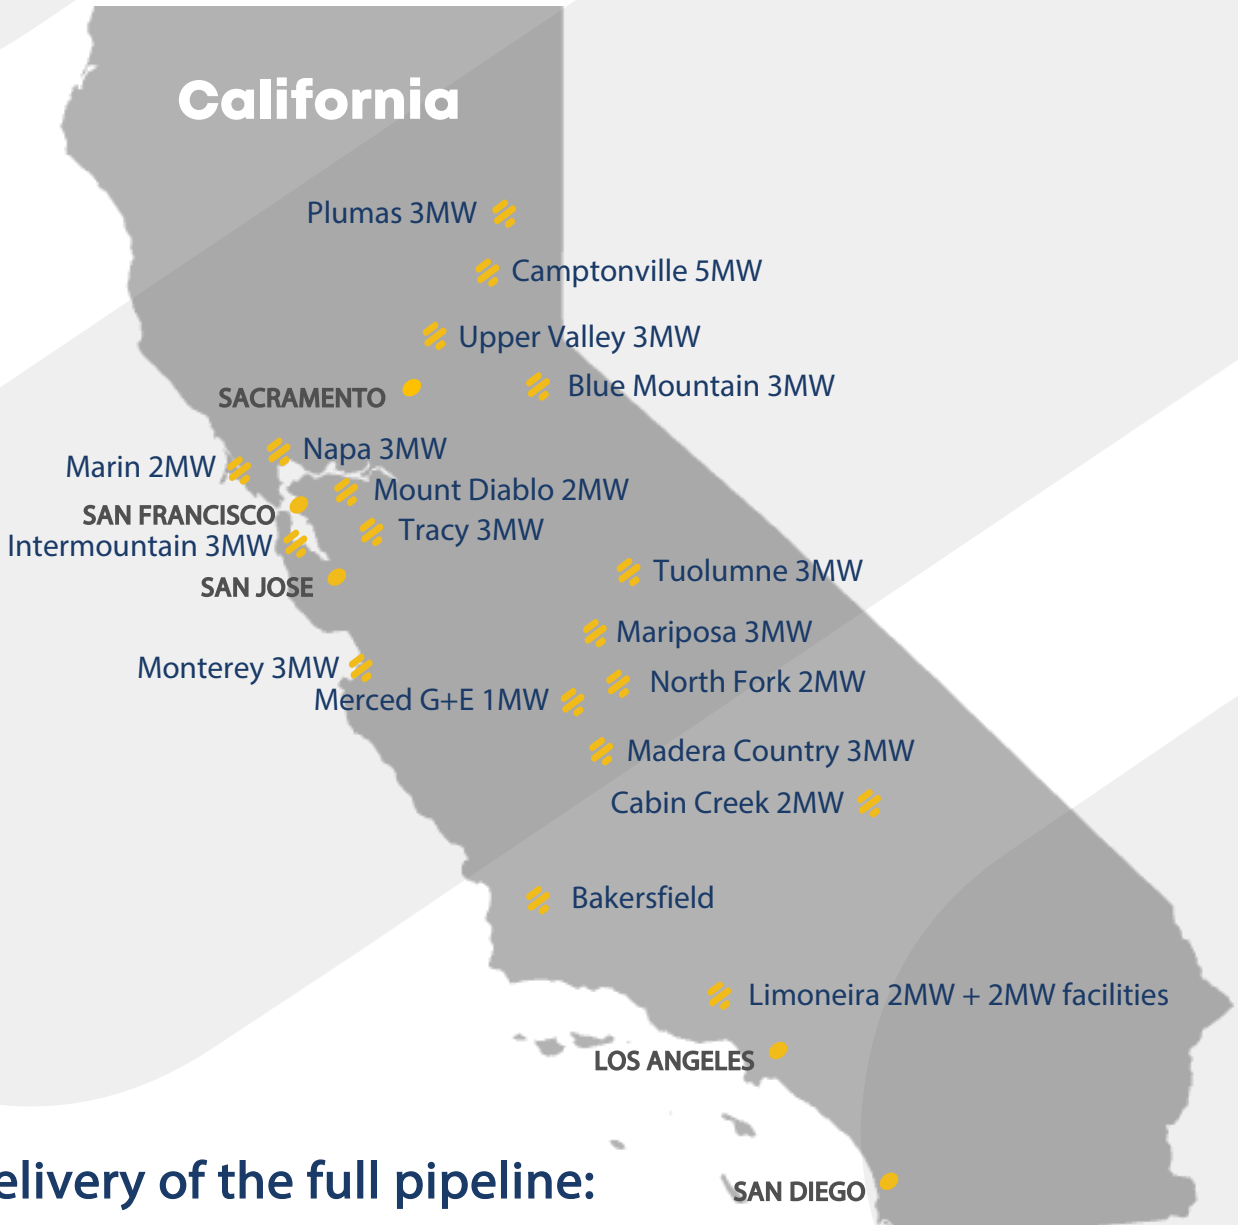 California
Plumas 3MW
Camptonville 5MW
Upper Valley 3MW
Blue Mountain 3MW
SACRAMENTO
Napa 3MW
Marin 2MW
Mount Diablo 2MW
SAN FRANCISCO
Tracy 3MW
Intermountain 3MW
Tuolumne 3MW
SAN JOSE
Mariposa 3MW
Monterey 3MW
North Fork 2MW
Merced G+E 1MW
Madera Country 3MW
Cabin Creek 2MW
Bakersfield
Limoneira 2MW + 2MW facilities
LOS ANGELES
elivery of the full pipeline:
SAN DIEGO